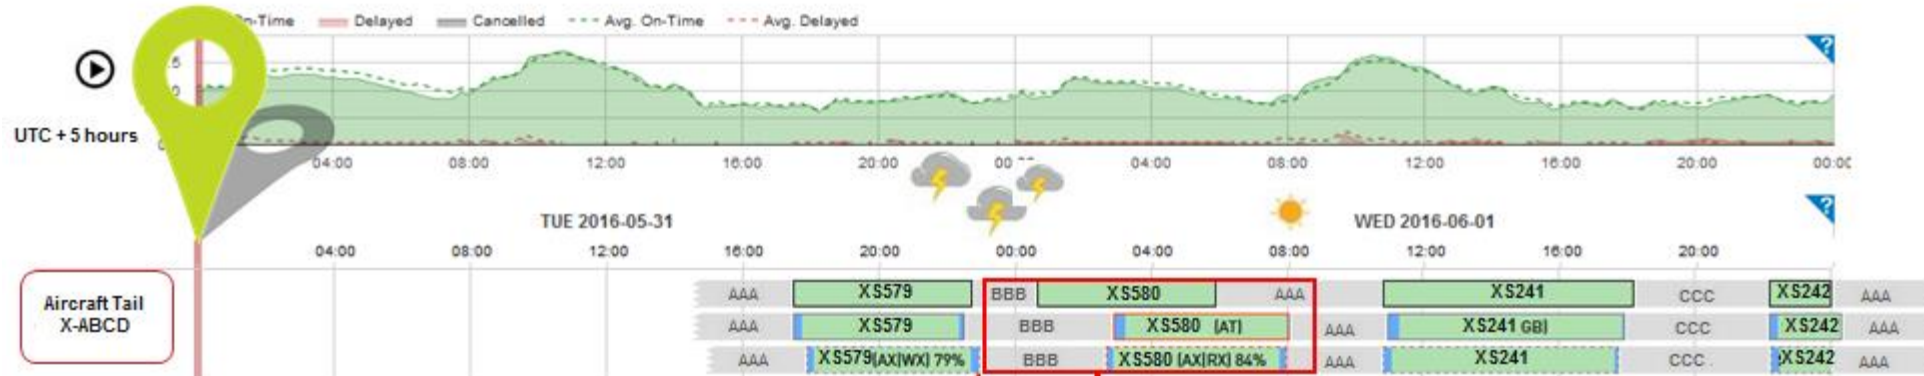 n-Time Delayed Cancelled Avg. On-Time Avg. Delayed
.5
0
UTC + 5 hours
04:00 08:00 12:00 16:00 20:00 00 04:00 08:00 12:00 16:00 20:00 00:0
TUE 2016-05-31 WED 2016-06-01
04:00 08:00 12:00 16:00 20:00 00:00 04:00 08:00 12:00 16:00 20:00
Aircraft Tail
X-ABCD
AAA XS579 BBB XS580 AAA XS241 CCC XS242 AAA
AAA XS579 BBB XS580 (AT) AAA XS241 GB) CCC XS242 AAA
AAA XS579(AX|WX) 79% BBB XS580 (AX|RX) 84% AAA XS241 CCC . XS242 AAA
? 
?